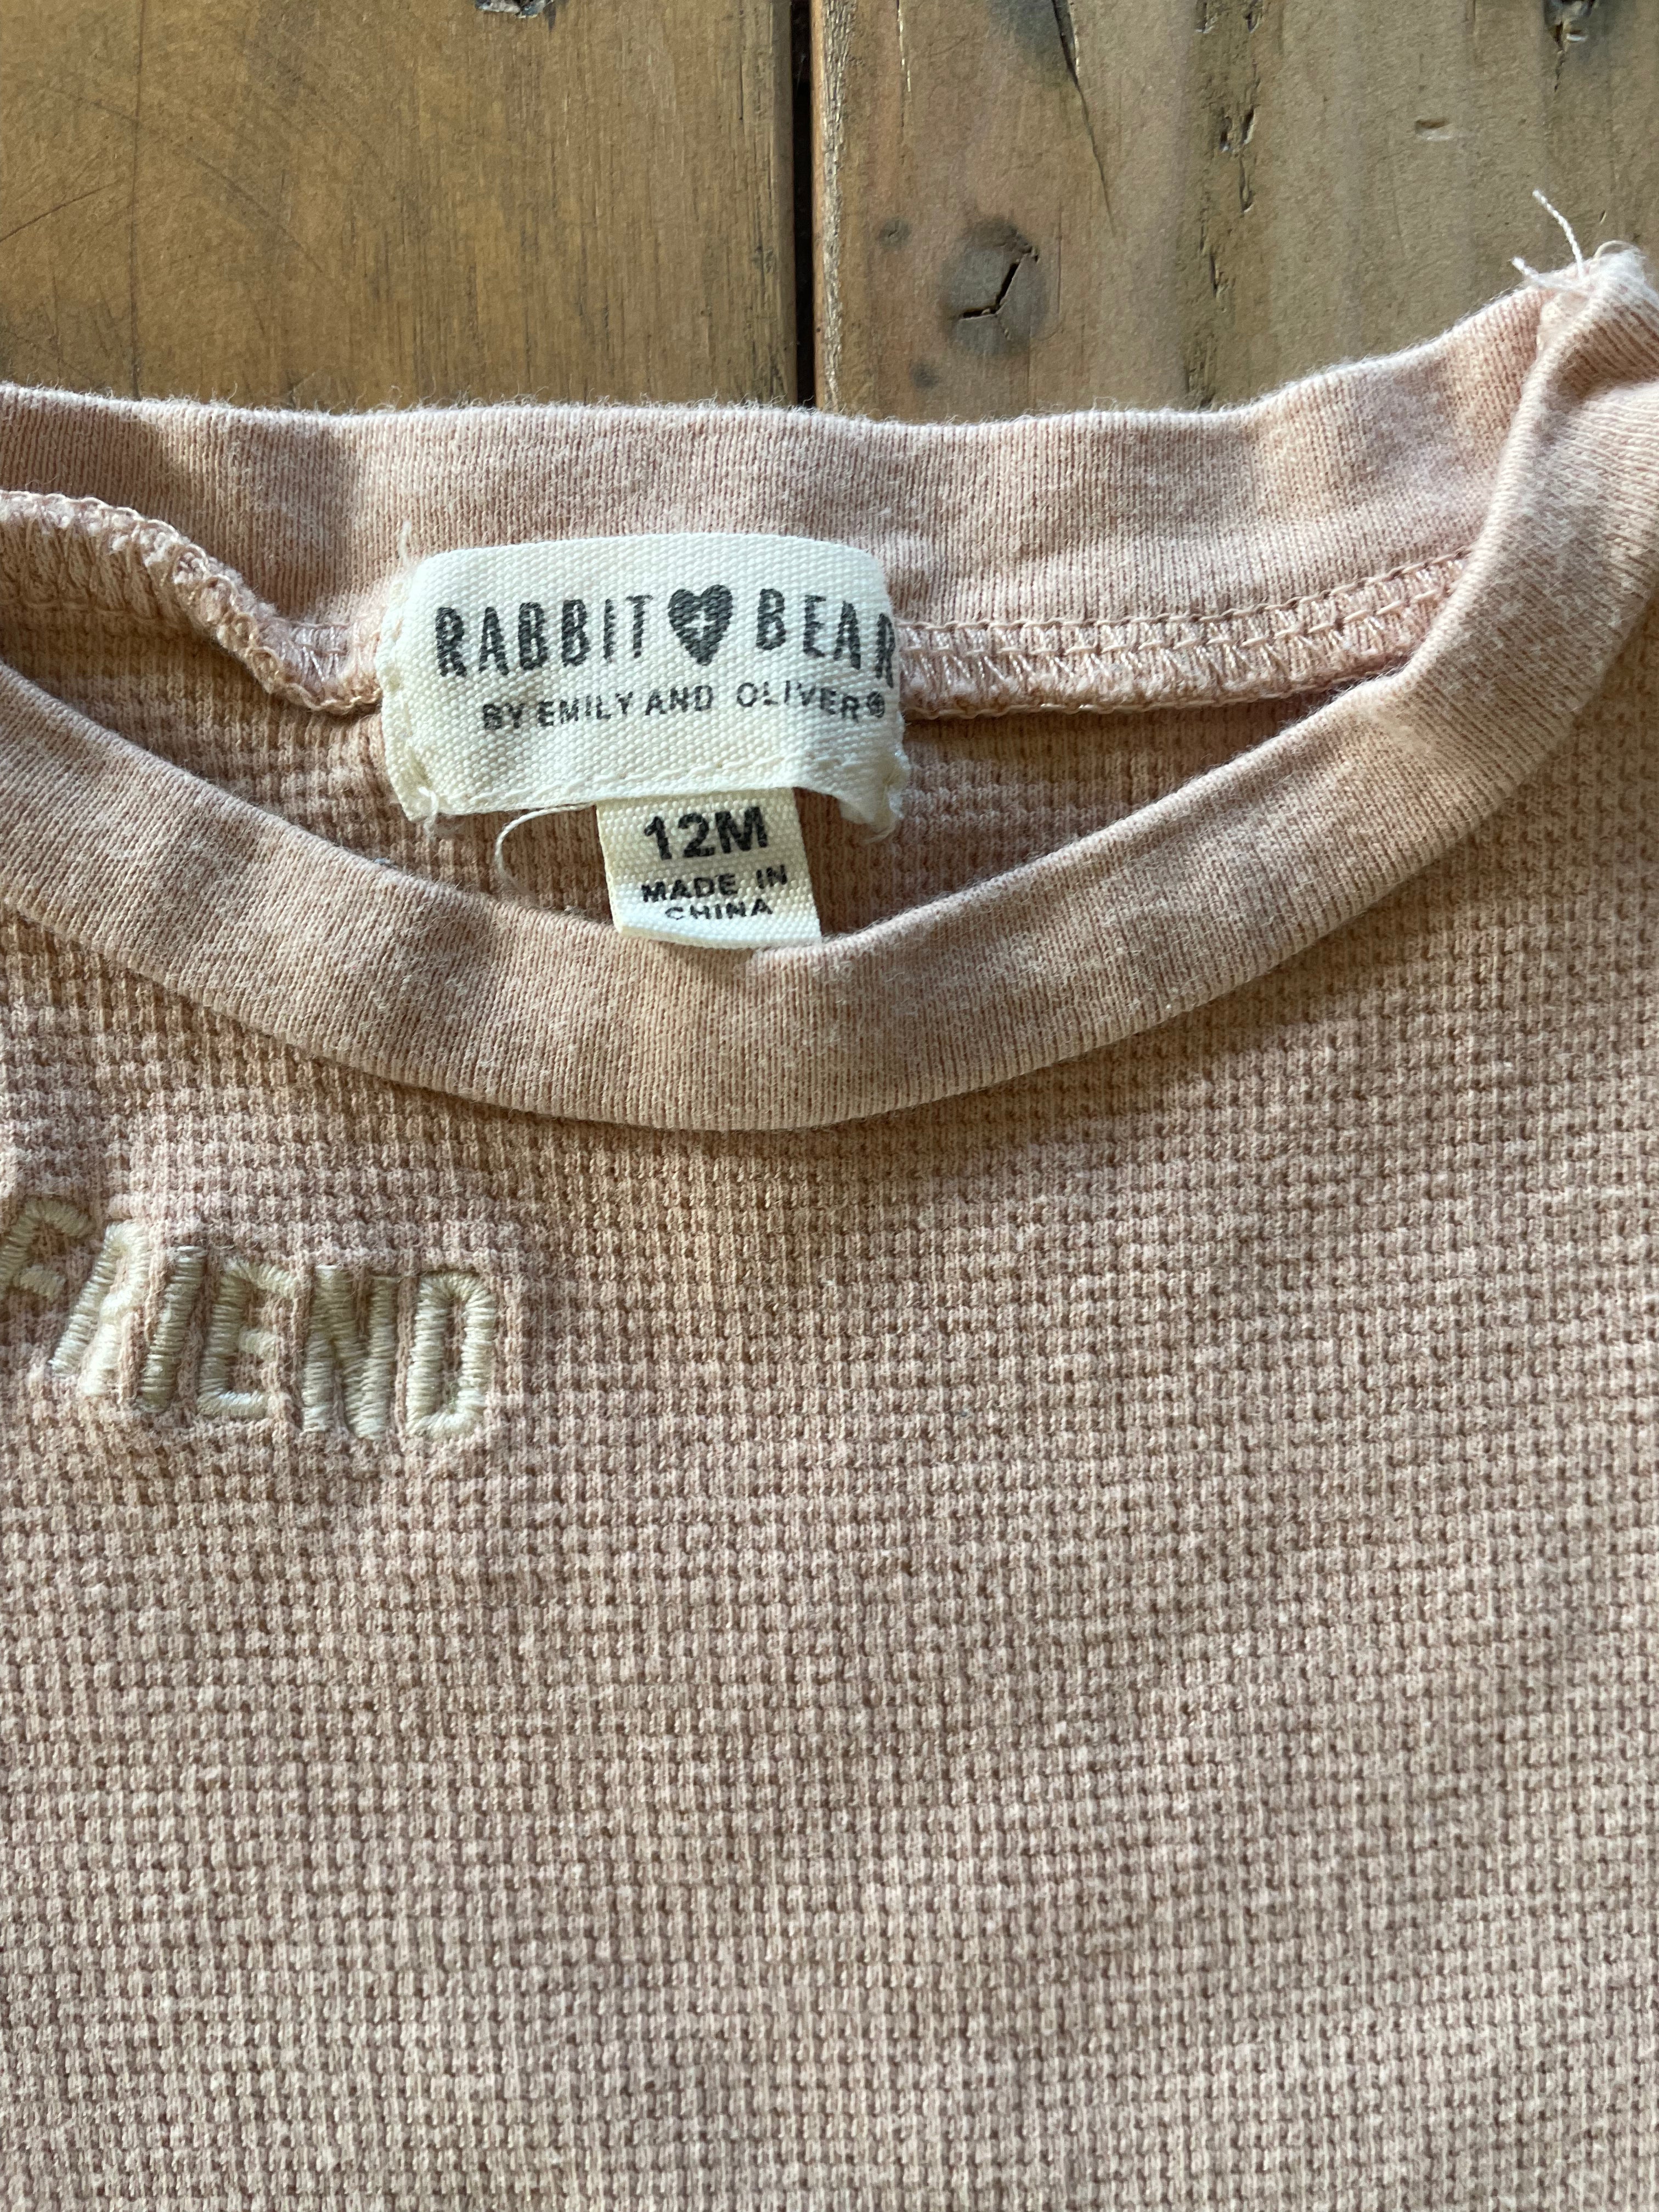 RABBIT + BEAR
BY EMILY AND OLIVER®
12M
MADE IN
CHINA
FRIEND